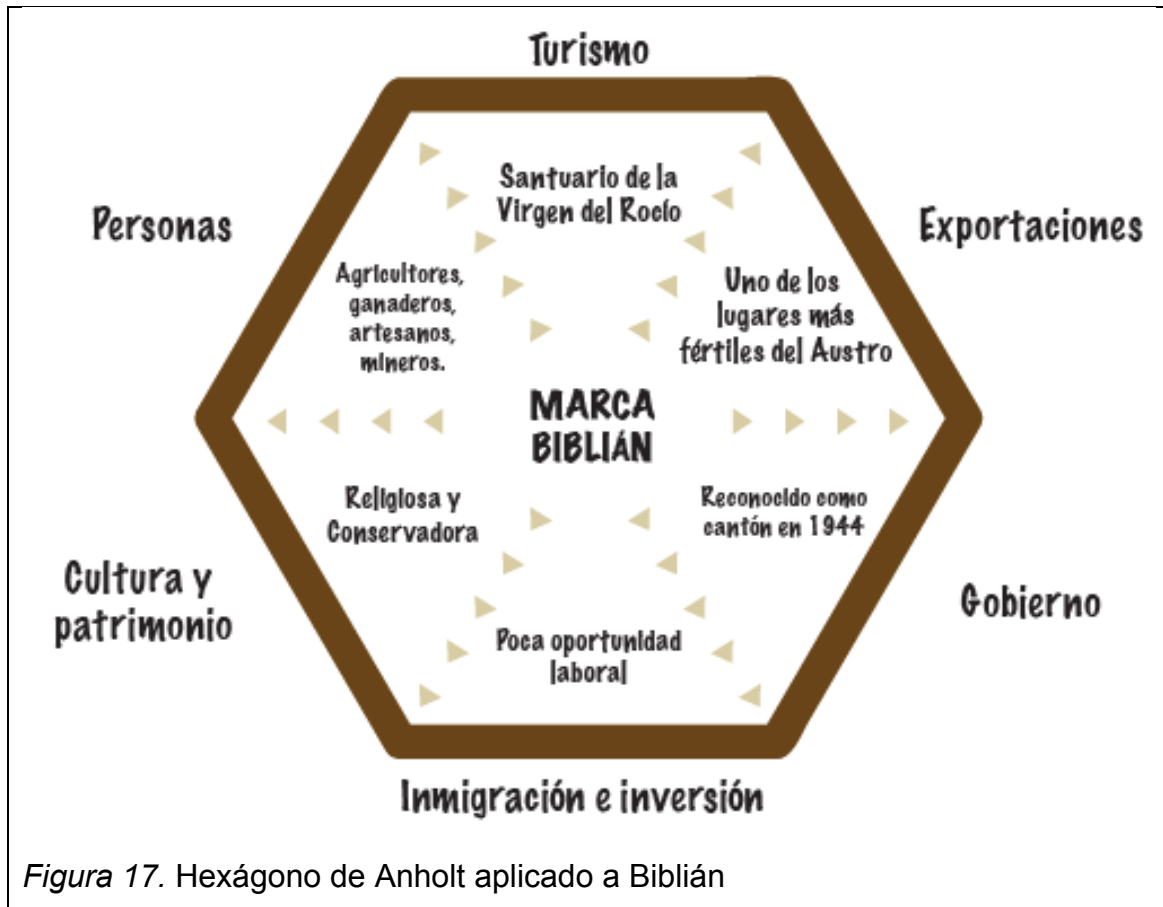 Turismo
Personas
Exportaciones
Santuario de la
Virgen del Rocío
Agricultores,
ganaderos,
artesanos,
mineros.
Uno de los
lugares más
fértiles del Austro
MARCA
BIBLIÁN
Religiosa y
Conservadora
Reconocido como
cantón en 1944
Cultura y
patrimonio
Gobierno
Poca oportunidad
laboral
Inmigración e inversión
Figura 17. Hexágono de Anholt aplicado a Biblián